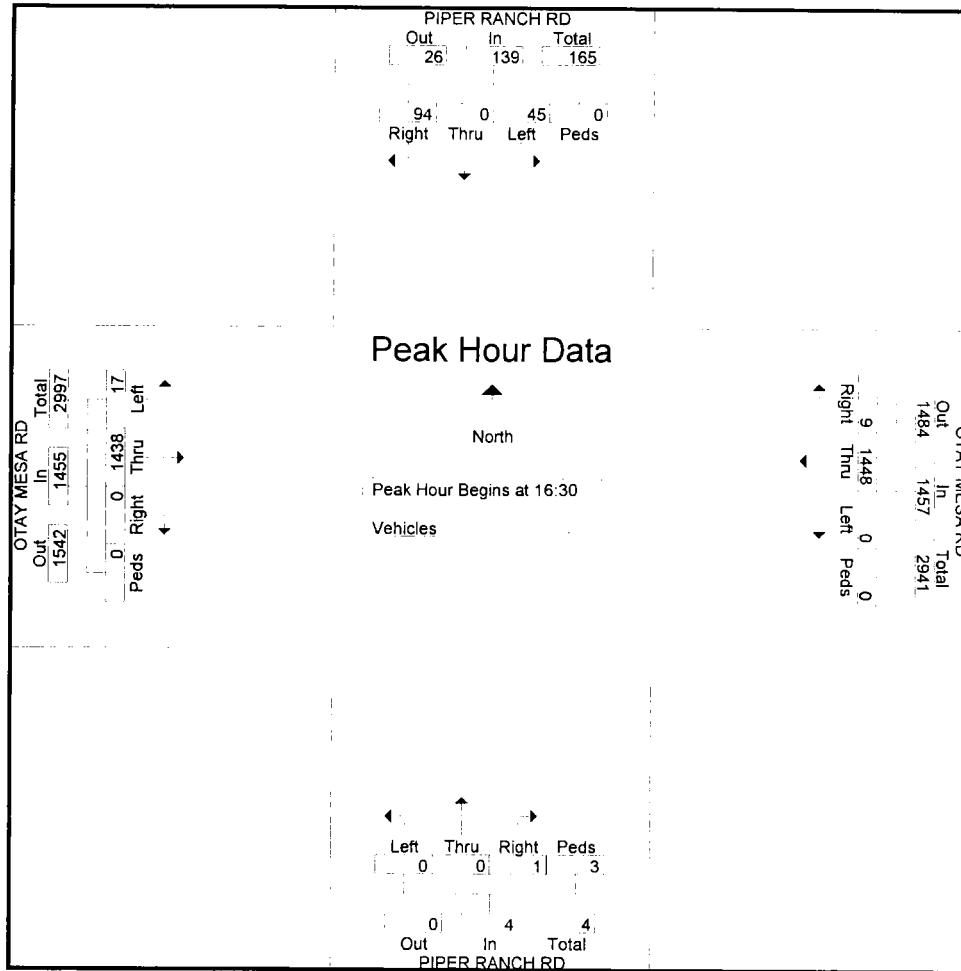 PIPER RANCH RD
Out In Total
26 139 165
94 0 45 0
Right Thru Left Peds
Peak Hour Data
North
Peak Hour Begins at 16:30
Vehicles
OTAY MESA RD
Out In Total
1542 1455 2997
0 0 1438 17
Peds Right Thru Left
OTAY MESA RD
Out In Total
1484 1457 2941
9 1448 0 0
Right Thru Left Peds
Left Thru Right Peds
0 0 1 3
0 4 4
Out In Total
PIPER RANCH RD